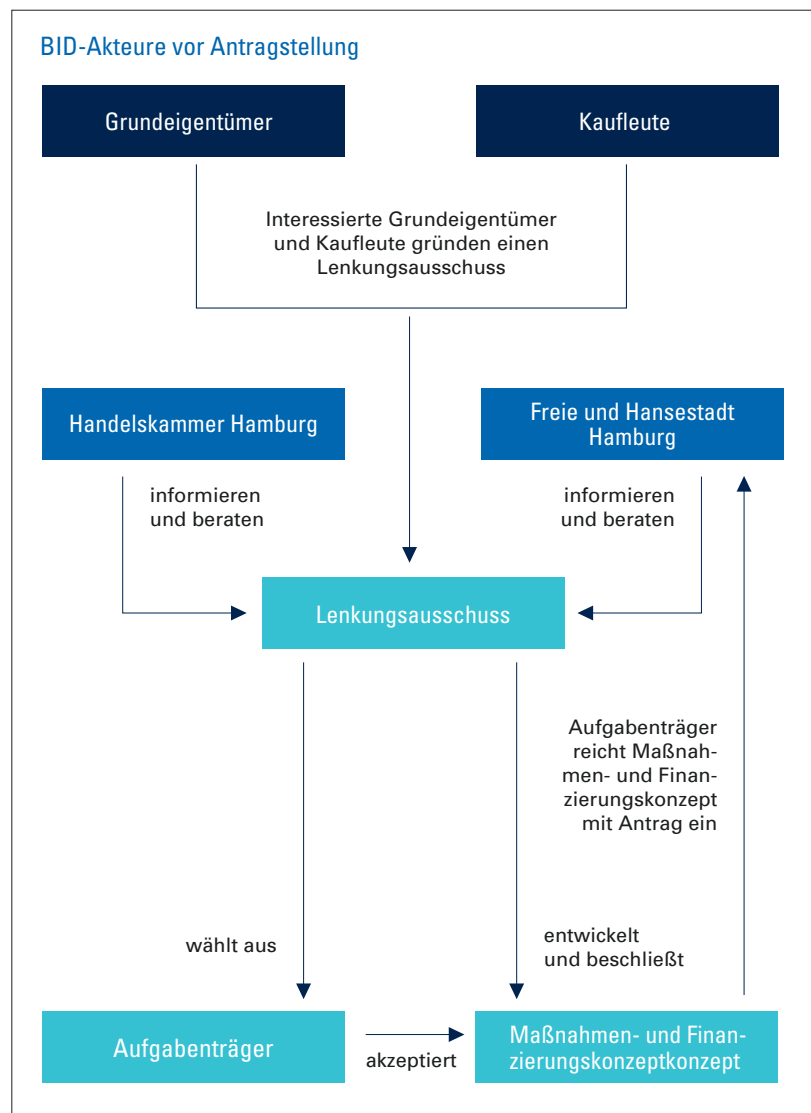 BID-Akteure vor Antragstellung
Grundeigentümer
Kaufleute
Interessierte Grundeigentümer
und Kaufleute gründen einen
Lenkungsausschuss
Handelskammer Hamburg
Freie und Hansestadt
Hamburg
informieren
und beraten
informieren
und beraten
Lenkungsausschuss
Aufgabenträger
reicht Maßnah-
men- und Finan-
zierungskonzept
mit Antrag ein
wählt aus
entwickelt
und beschließt
Aufgabenträger
akzeptiert
Maßnahmen- und Finan-
zierungskonzeptkonzept